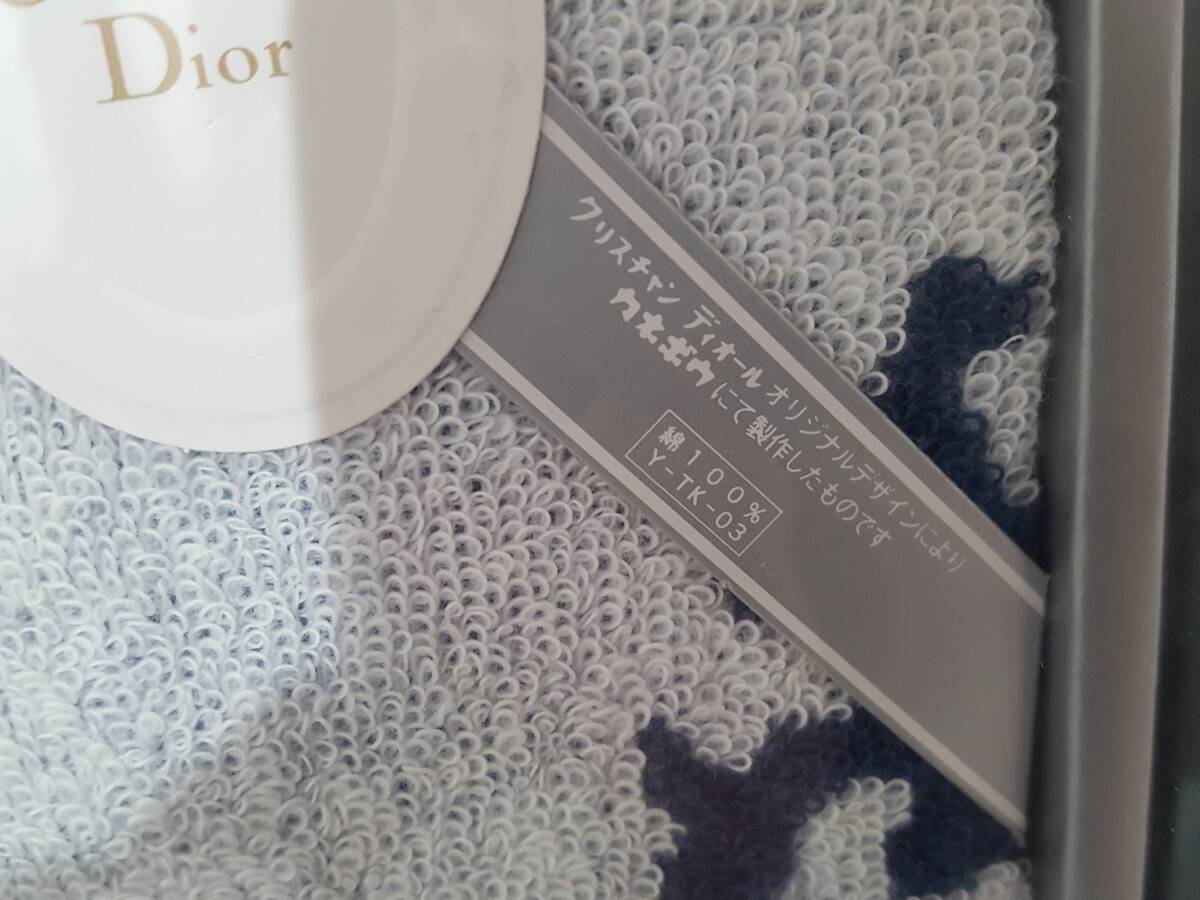 Dior
クリスチャン ディオール オリジナルデザインにより
カネボウにて製作したものです
綿100%
Y-TK-03